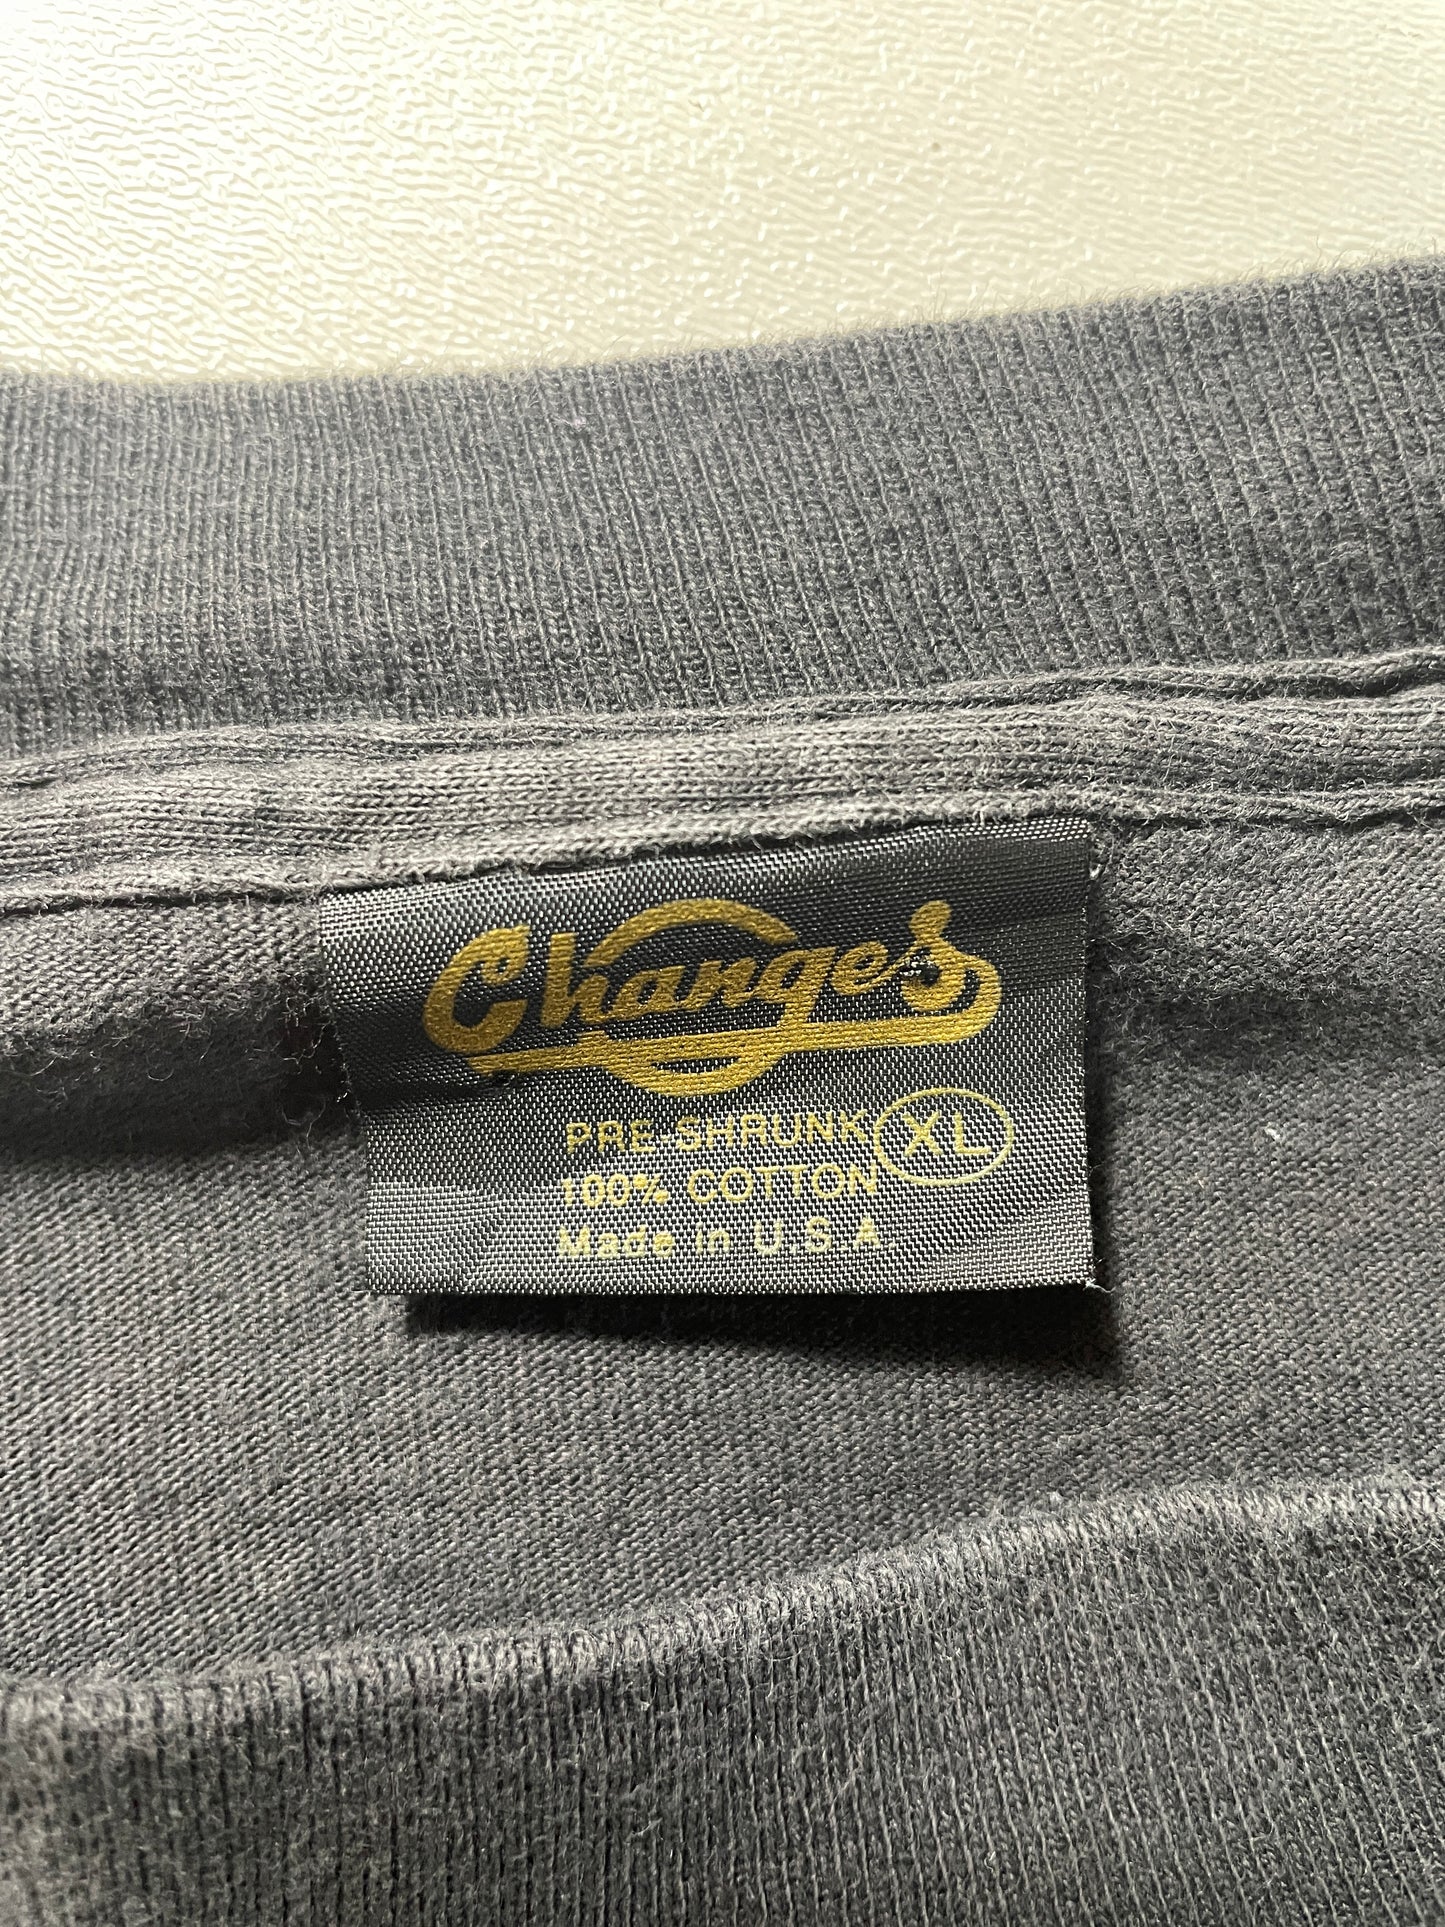 Changes
PRE-SHRUNK XL
100% COTTON
Made in U.S.A.